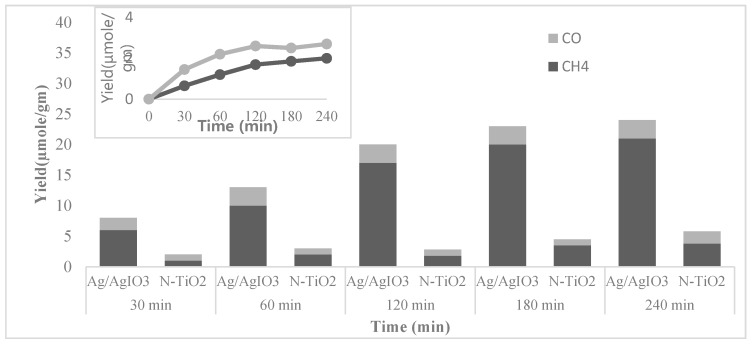 40
35
30
25
20
15
10
5
0
Yield(μmole/gm)
4
2
0
Yield(μmole/
gm)
0 30 60 120 180 240
Time (min)
CO
CH4
Ag/AgIO3 N-TiO2 Ag/AgIO3 N-TiO2 Ag/AgIO3 N-TiO2 Ag/AgIO3 N-TiO2 Ag/AgIO3 N-TiO2
30 min 60 min 120 min 180 min 240 min
Time (min)